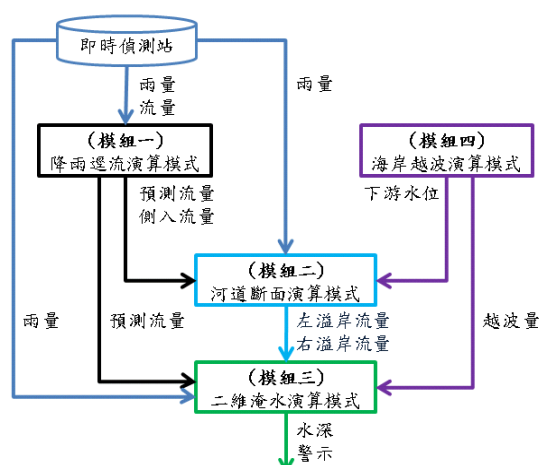 即時偵測站
雨量
流量
雨量
(模組一)
降雨逕流演算模式
(模組四)
海岸越波演算模式
預測流量
側入流量
下游水位
(模組二)
河道斷面演算模式
雨量
預測流量
左溢岸流量
右溢岸流量
越波量
(模組三)
二維淹水演算模式
水深
警示